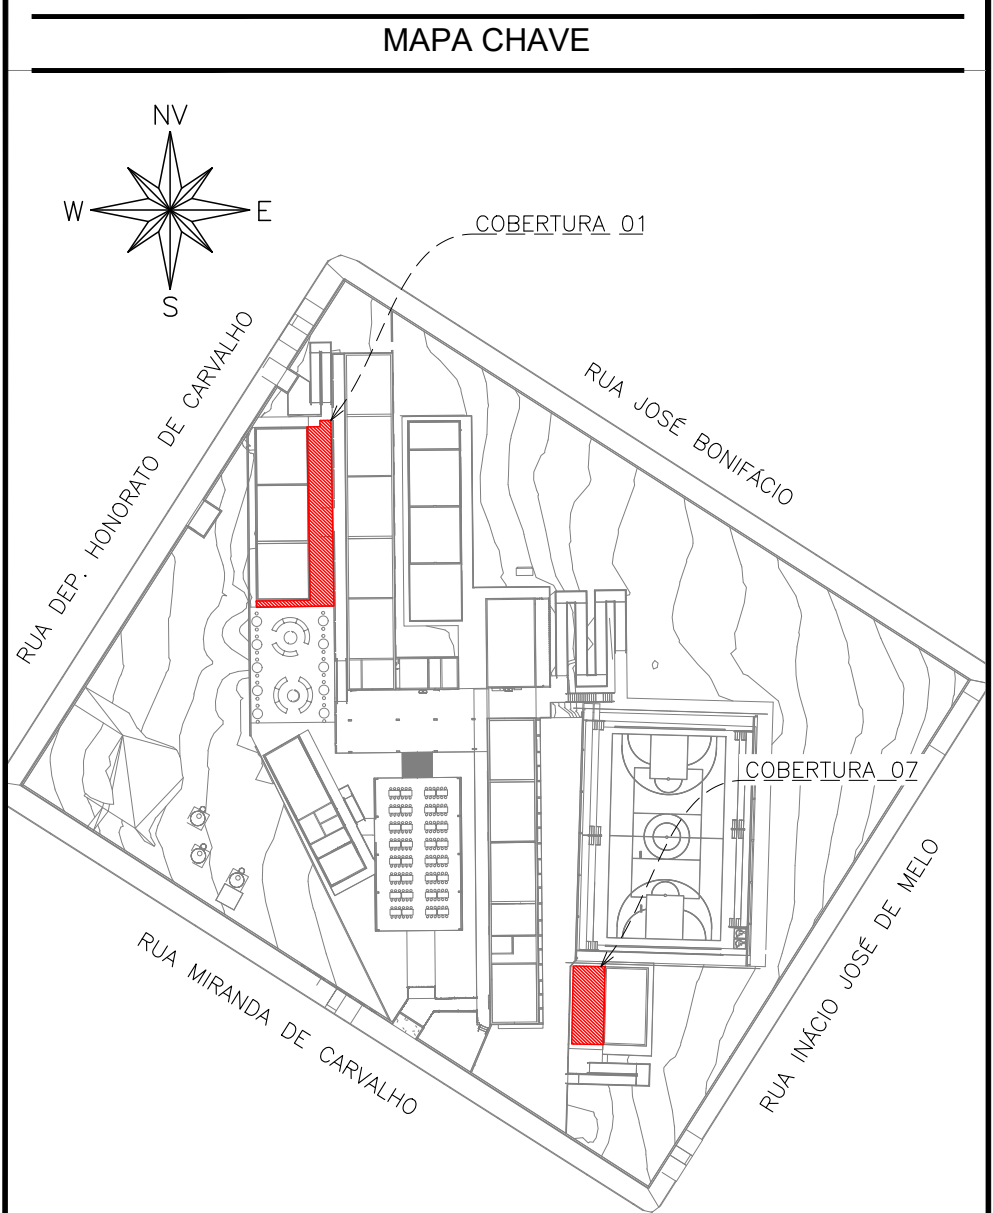 MAPA CHAVE
NV
W
E
S
COBERTURA 01
RUA DEP. HONORATO DE CARVALHO
RUA JOSÉ BONIFÁCIO
COBERTURA 07
RUA MIRANDA DE CARVALHO
RUA INÁCIO JOSÉ DE MELO